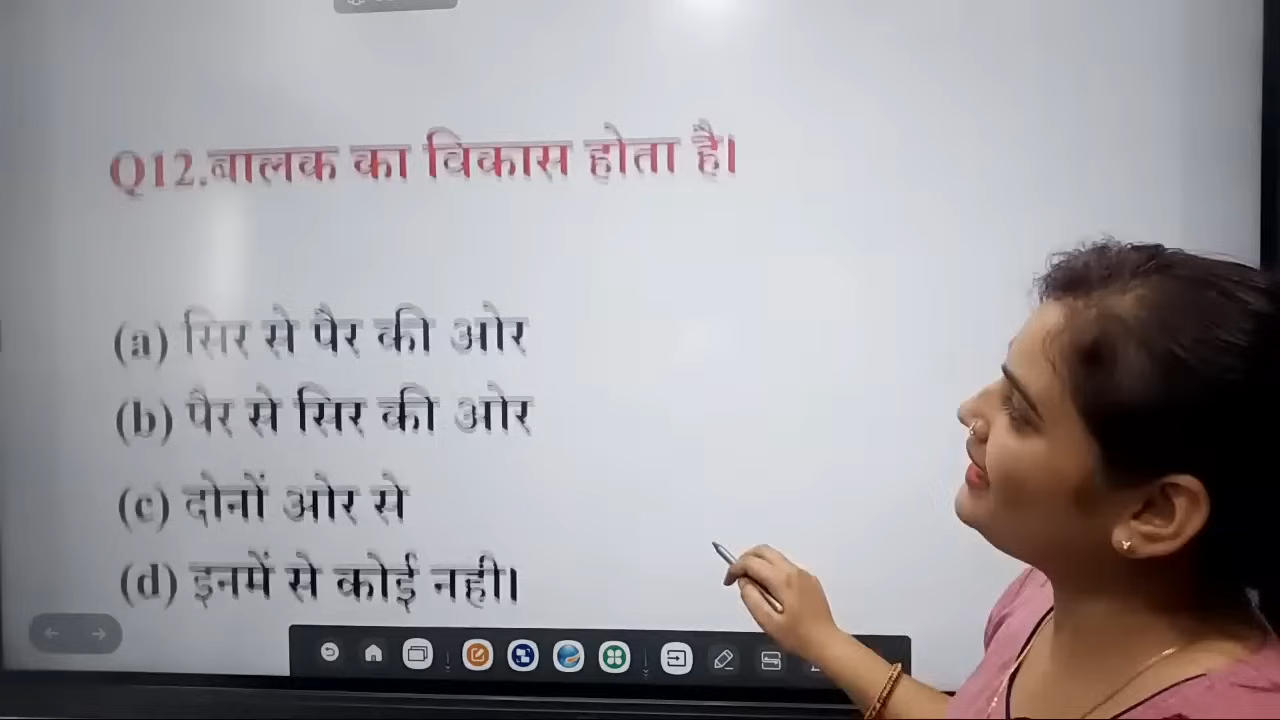 Q12.बालक का विकास होता है।
(a) सिर से पैर की ओर
(b) पैर से सिर की ओर
(c) दोनों ओर से
(d) इनमें से कोई नही।